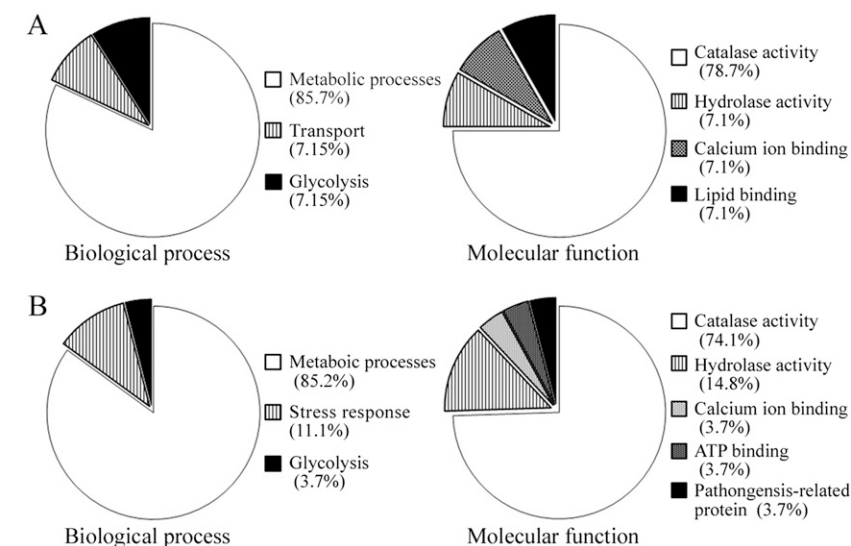 A
Metabolic processes
(85.7%)
Transport
(7.15%)
Glycolysis
(7.15%)
Biological process
Catalase activity
(78.7%)
Hydrolase activity
(7.1%)
Calcium ion binding
(7.1%)
Lipid binding
(7.1%)
Molecular function
B
Metaboic processes
(85.2%)
Stress response
(11.1%)
Glycolysis
(3.7%)
Biological process
Catalase activity
(74.1%)
Hydrolase activity
(14.8%)
Calcium ion binding
(3.7%)
ATP binding
(3.7%)
Pathongensis-related
protein (3.7%)
Molecular function